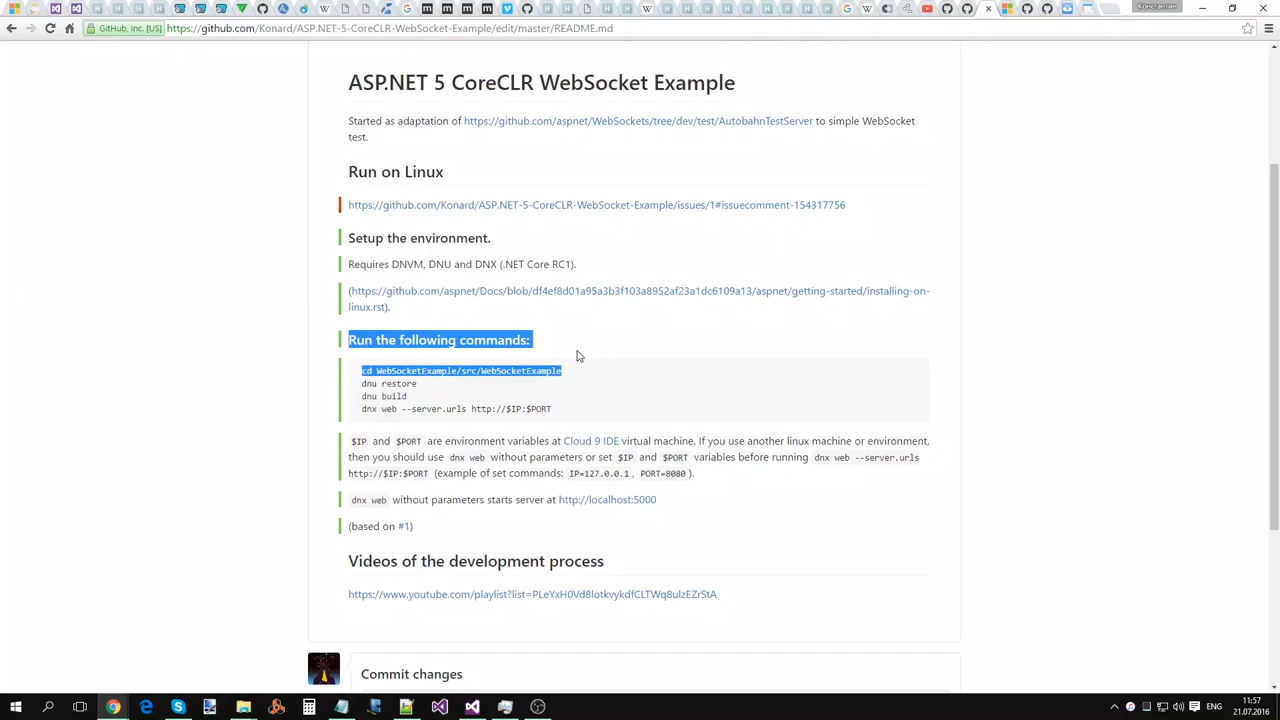 Константин
GitHub, Inc. [US]
https://github.com/Konard/ASP.NET-5-CoreCLR-WebSocket-Example/edit/master/README.md
ASP.NET 5 CoreCLR WebSocket Example
Started as adaptation of https://github.com/aspnet/WebSockets/tree/dev/test/AutobahnTestServer to simple WebSocket
test.
Run on Linux
https://github.com/Konard/ASP.NET-5-CoreCLR-WebSocket-Example/issues/1#issuecomment-154317756
Setup the environment.
Requires DNVM, DNU and DNX (.NET Core RC1).
(https://github.com/aspnet/Docs/blob/df4ef8d01a95a3b3f103a8952af23a1dc6109a13/aspnet/getting-started/installing-on-
linux.rst).
Run the following commands:
cd WebSocketExample/src/WebSocketExample
dnu restore
dnu build
dnx web --server.urls http://$IP:$PORT
$IP and $PORT are environment variables at Cloud 9 IDE virtual machine. If you use another linux machine or environment,
then you should use dnx web without parameters or set $IP and $PORT variables before running dnx web --server.urls
http://$IP:$PORT (example of set commands: IP=127.0.0.1, PORT=8080).
dnx web without parameters starts server at http://localhost:5000
(based on #1)
Videos of the development process
https://www.youtube.com/playlist?list=PLeYxH0Vd8lotkvykdfCLTWq8ulzEZrStA
Commit changes
ENG
11:57
21.07.2016